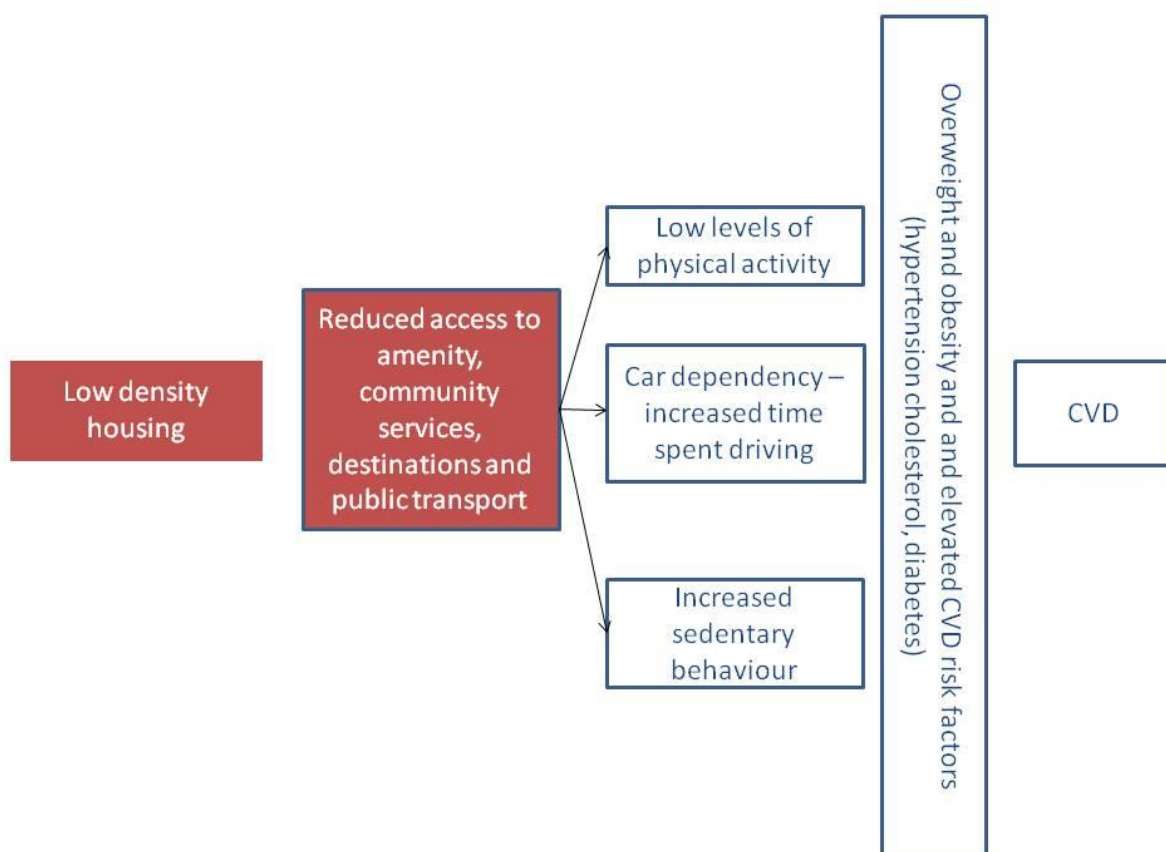 Low density
housing
Reduced access to
amenity,
community
services,
destinations and
public transport
Low levels of
physical activity
Car dependency –
increased time
spent driving
Increased
sedentary
behaviour
Overweight and obesity and and elevated CVD risk factors
(hypertension cholesterol, diabetes)
CVD